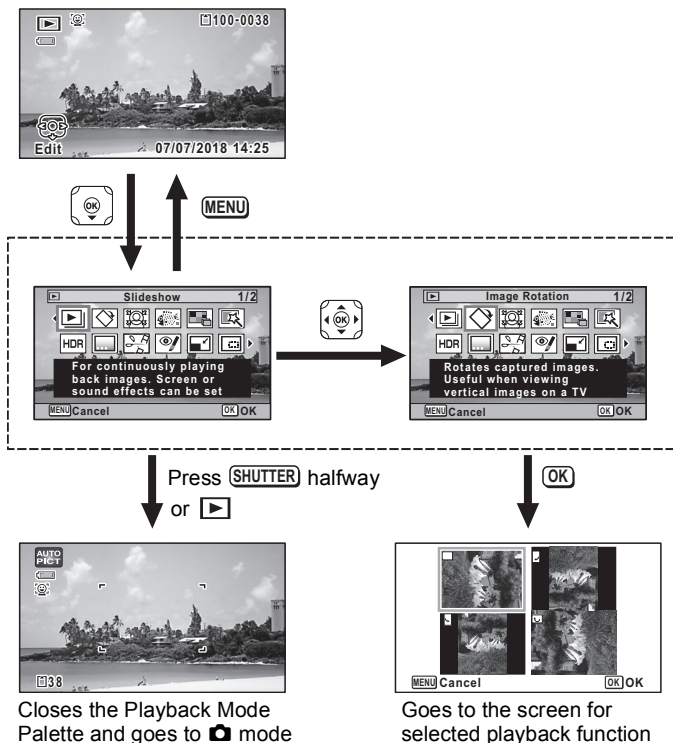 100-0038
Edit
07/07/2018 14:25
OK
MENU
Slideshow 1/2
HDR
For continuously playing
back images. Screen or
sound effects can be set
MENU Cancel OK OK
OK
Image Rotation 1/2
HDR
Rotates captured images.
Useful when viewing
vertical images on a TV
MENU Cancel OK OK
Press SHUTTER halfway
or
OK
AUTO
PICT
38
Closes the Playback Mode
Palette and goes to mode
MENU Cancel OK OK
Goes to the screen for
selected playback function